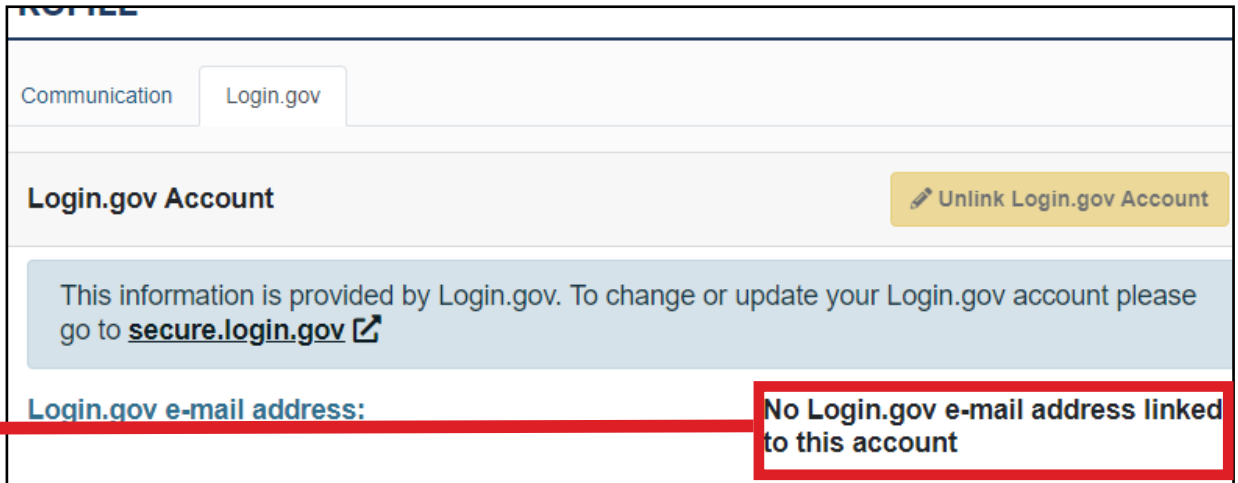 Communication
Login.gov
Login.gov Account
Unlink Login.gov Account
This information is provided by Login.gov. To change or update your Login.gov account please
go to secure.login.gov
Login.gov e-mail address:
No Login.gov e-mail address linked
to this account